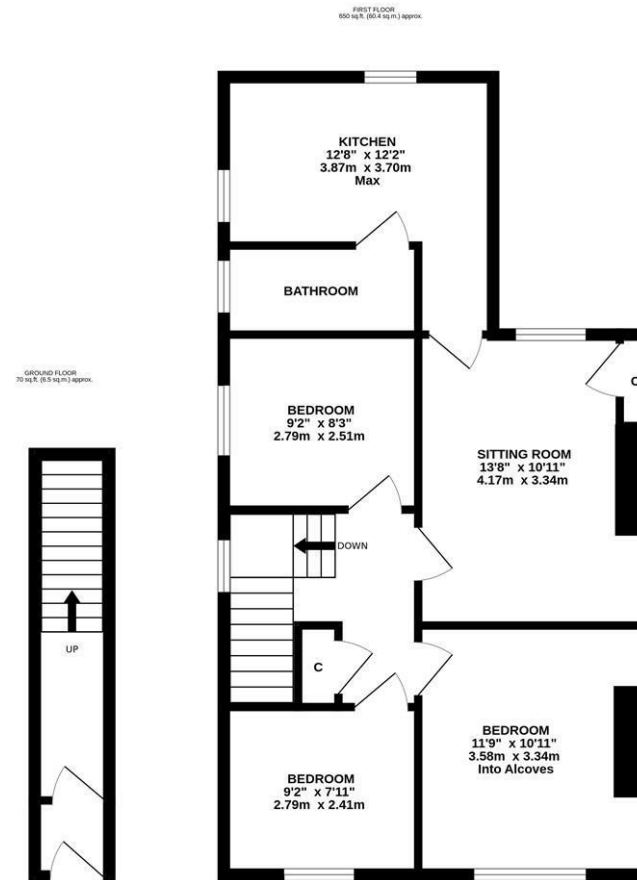 FIRST FLOOR
650 sq.ft. (60.4 sq.m.) approx.
KITCHEN
12'8" x 12'2"
3.87m x 3.70m
Max
BATHROOM
GROUND FLOOR
70 sq.ft. (6.5 sq.m.) approx.
BEDROOM
9'2" x 8'3"
2.79m x 2.51m
C
SITTING ROOM
13'8" x 10'11"
4.17m x 3.34m
DOWN
UP
C
BEDROOM
11'9" x 10'11"
3.58m x 3.34m
Into Alcoves
BEDROOM
9'2" x 7'11"
2.79m x 2.41m